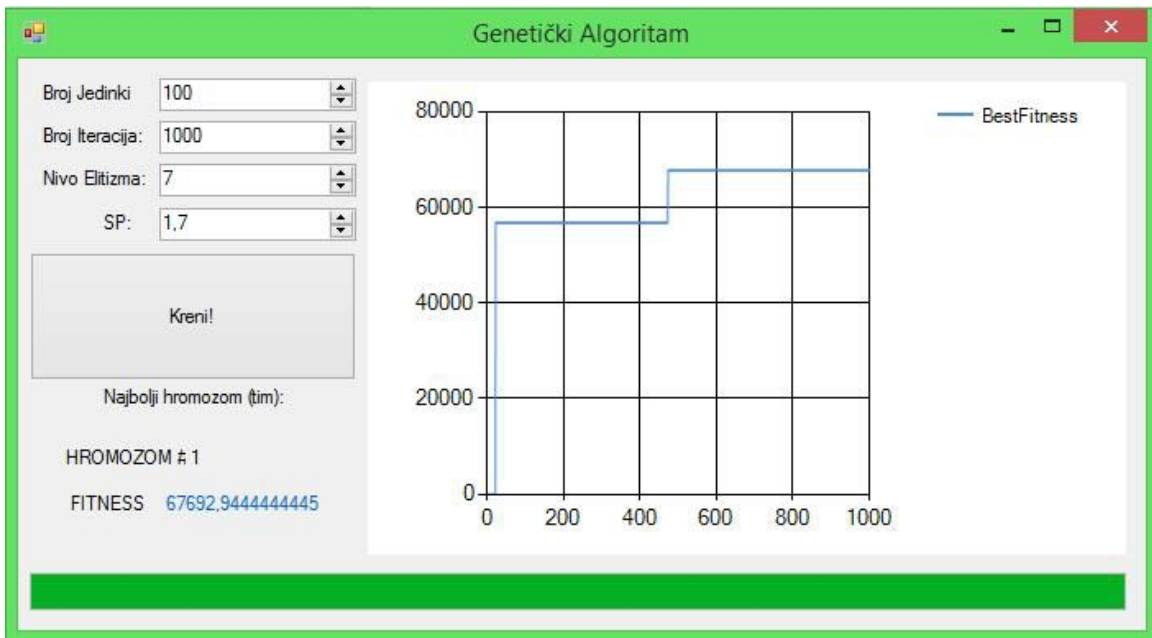 Genetički Algoritam
Broj Jedinki 100
Broj Iteracija: 1000
Nivo Elitizma: 7
SP: 1,7
Kreni!
Najbolji hromozom (tim):
HROMOZOM # 1
FITNESS 67692,9444444445
80000
60000
40000
20000
0
0 200 400 600 800 1000
BestFitness